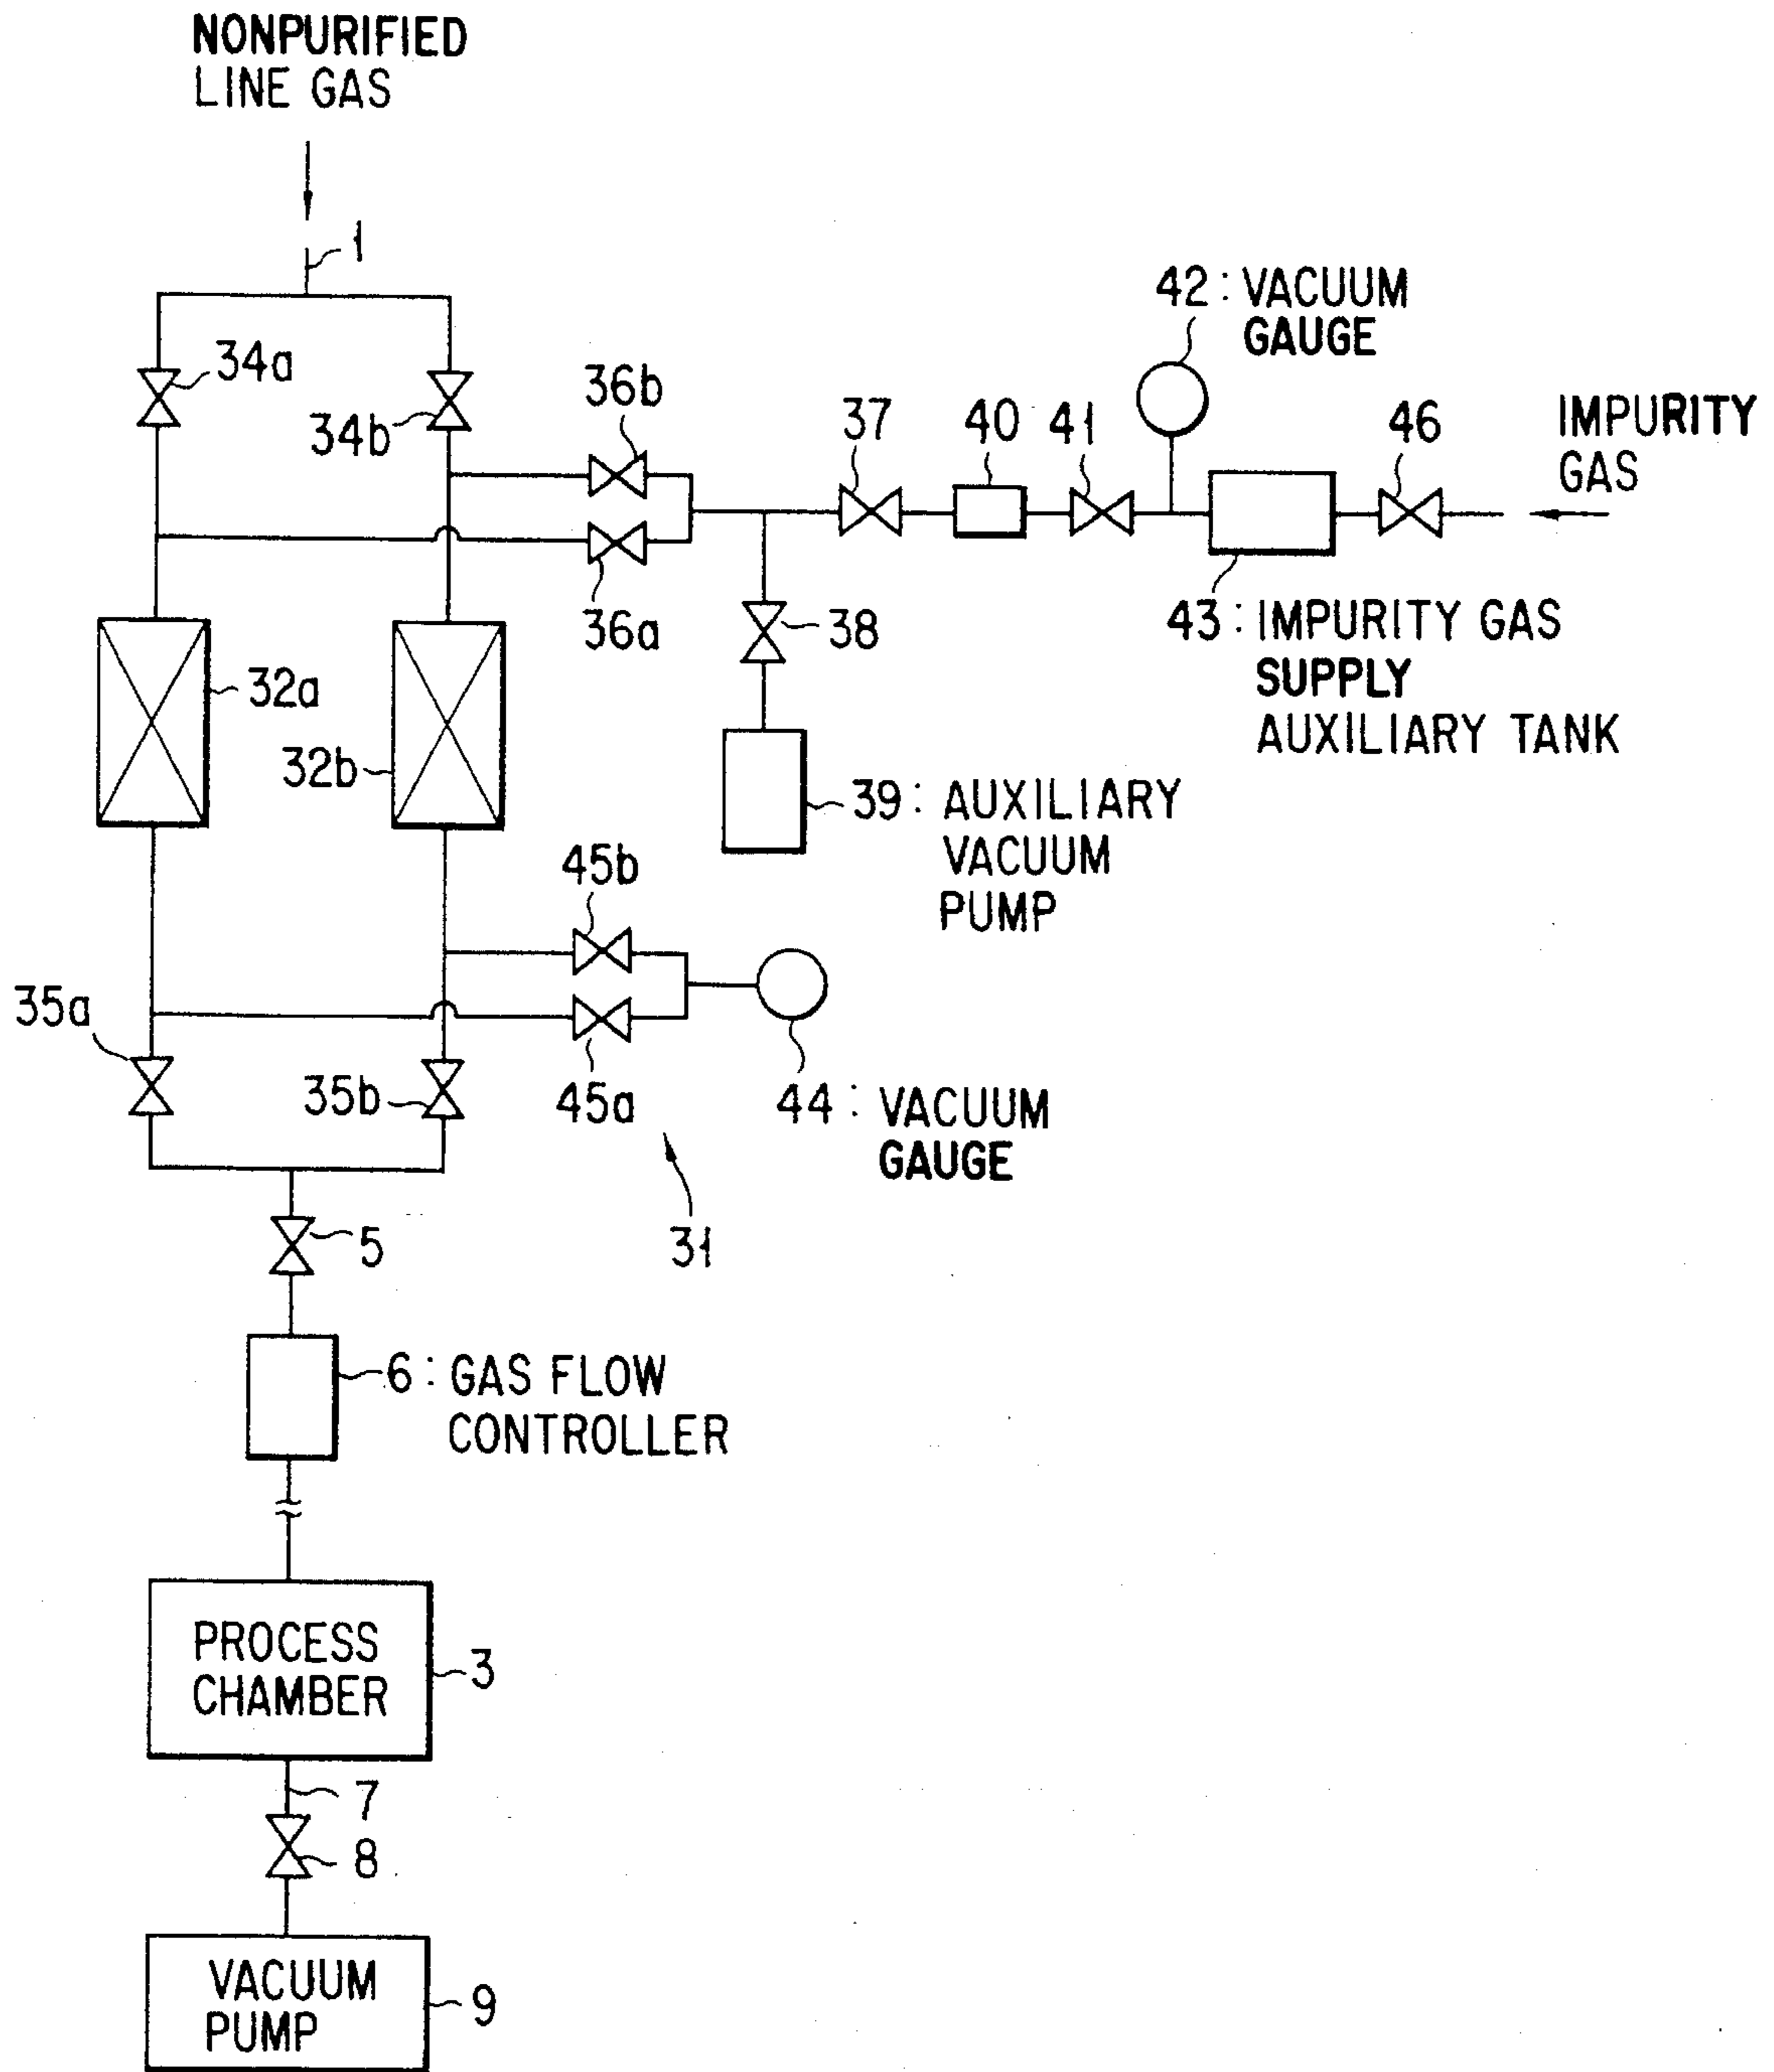 NONPURIFIED
LINE GAS
1
34a
34b
36b
36a
37
40
41
42 : VACUUM
GAUGE
46
IMPURITY
GAS
43 : IMPURITY GAS
SUPPLY
AUXILIARY TANK
38
32a
32b
39 : AUXILIARY
VACUUM
PUMP
45b
45a
35a
35b
44 : VACUUM
GAUGE
31
5
6 : GAS FLOW
CONTROLLER
PROCESS
CHAMBER
3
7
8
VACUUM
PUMP
9